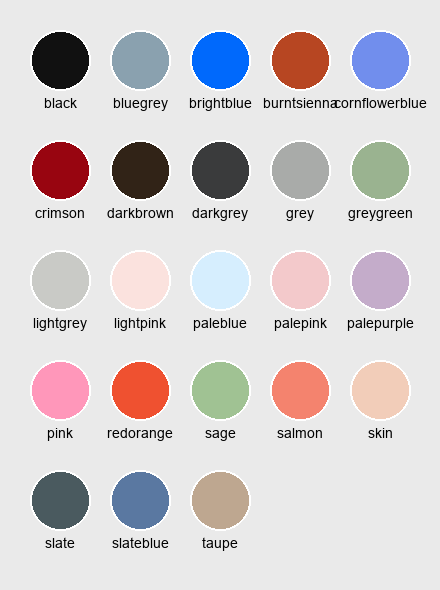 black bluegrey brightblue burntsienna cornflowerblue
crimson darkbrown darkgrey grey greygreen
lightgrey lightpink paleblue palepink palepurple
pink redorange sage salmon skin
slate slateblue taupe